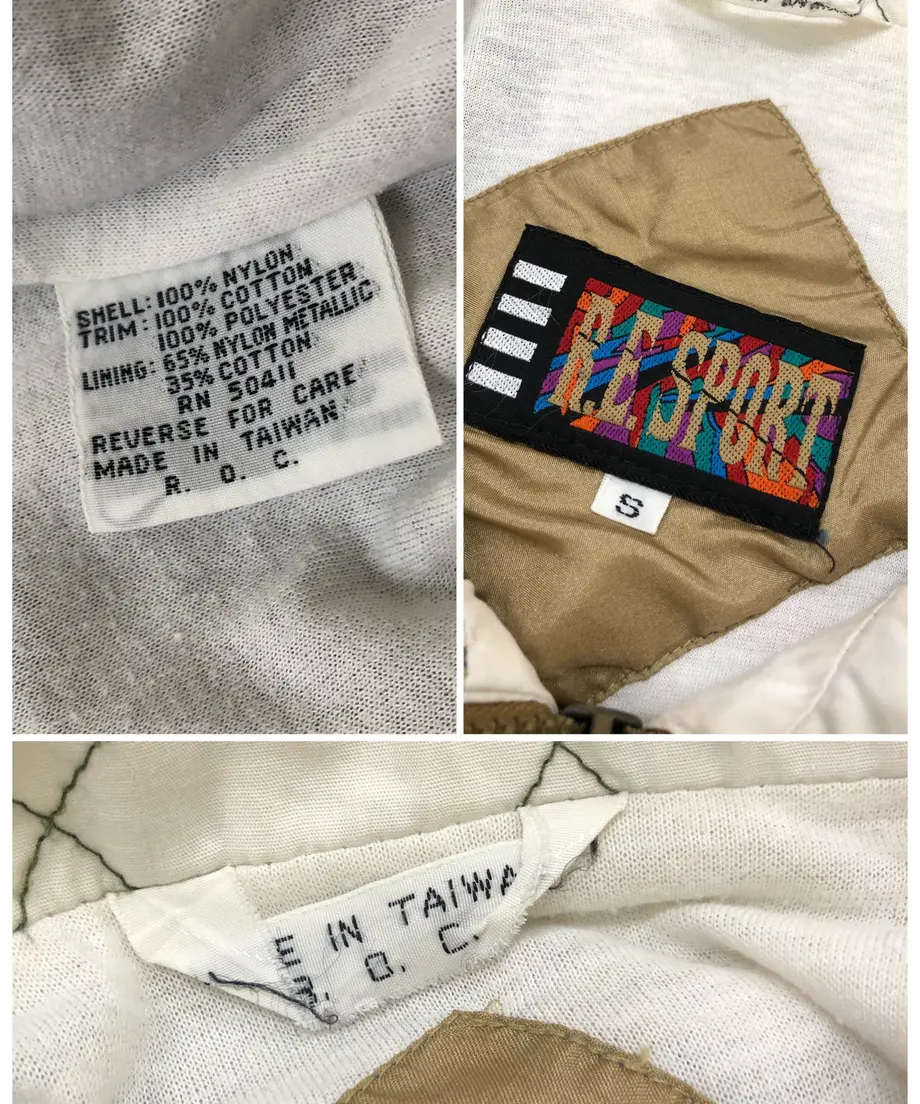 SHELL: 100% NYLON
TRIM: 100% COTTON
100% POLYESTER
LINING: 65% NYLON METALLIC
35% COTTON
RN 50411
REVERSE FOR CARE
MADE IN TAIWAN
R. O. C.
R.E. SPORT
S
E IN TAIWA
. O. C.